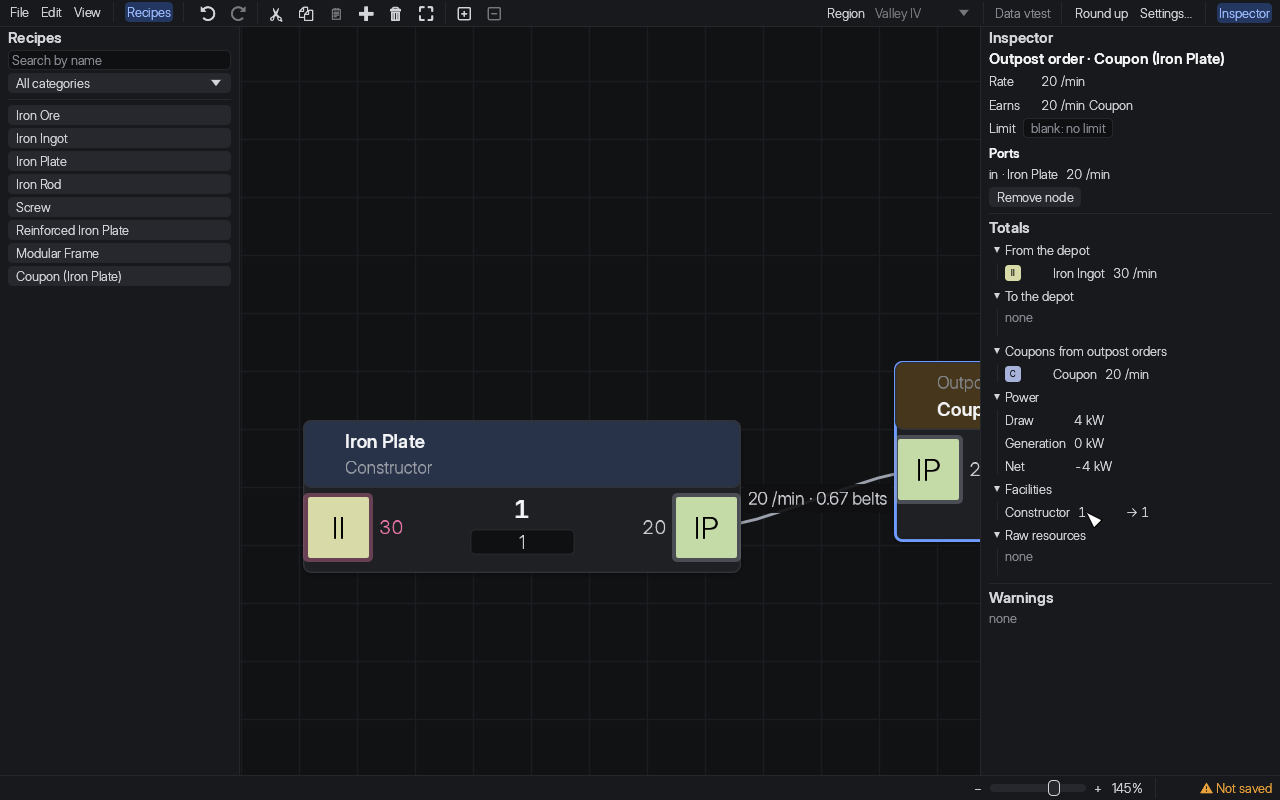 File Edit View Recipes Region Valley IV Data vtest Round up Settings... Inspector
Recipes
Search by name
All categories
Iron Ore
Iron Ingot
Iron Plate
Iron Rod
Screw
Reinforced Iron Plate
Modular Frame
Coupon (Iron Plate)
Iron Plate
Constructor
II 30 1 20 IP
1
20 /min · 0.67 belts
Outpo
Coup
IP 2
Inspector
Outpost order · Coupon (Iron Plate)
Rate 20 /min
Earns 20 /min Coupon
Limit blank: no limit
Ports
in · Iron Plate 20 /min
Remove node
Totals
▼ From the depot
II Iron Ingot 30 /min
▼ To the depot
none
▼ Coupons from outpost orders
C Coupon 20 /min
▼ Power
Draw 4 kW
Generation 0 kW
Net -4 kW
▼ Facilities
Constructor 1 → 1
▼ Raw resources
none
Warnings
none
− + 145% Not saved